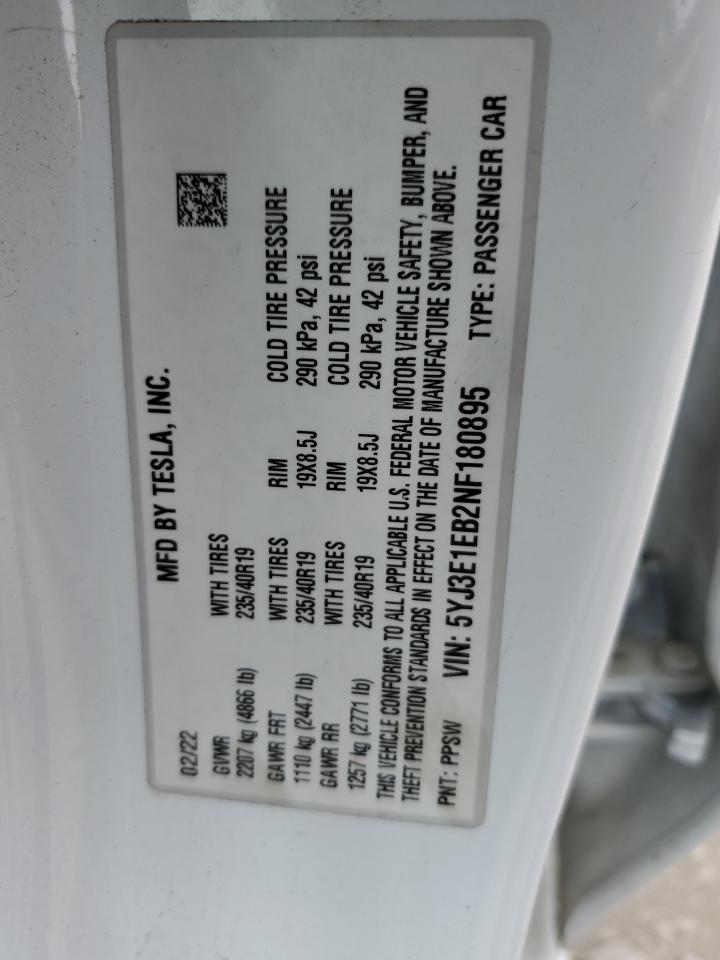 MFD BY TESLA, INC.
02/22
GVWR WITH TIRES
2207 kg (4866 lb) 235/40R19
GAWR FRT WITH TIRES RIM COLD TIRE PRESSURE
1110 kg (2447 lb) 235/40R19 19X8.5J 290 kPa, 42 psi
GAWR RR WITH TIRES RIM COLD TIRE PRESSURE
1257 kg (2771 lb) 235/40R19 19X8.5J 290 kPa, 42 psi
THIS VEHICLE CONFORMS TO ALL APPLICABLE U.S. FEDERAL MOTOR VEHICLE SAFETY, BUMPER, AND
THEFT PREVENTION STANDARDS IN EFFECT ON THE DATE OF MANUFACTURE SHOWN ABOVE.
PNT: PPSW VIN: 5YJ3E1EB2NF180895 TYPE: PASSENGER CAR